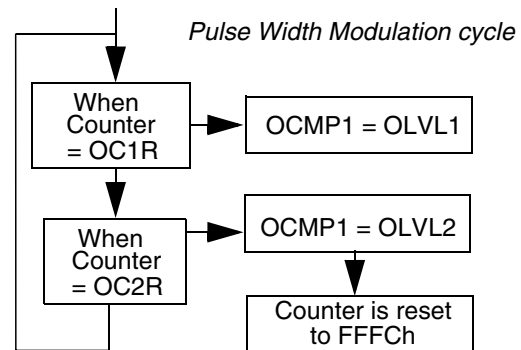 Pulse Width Modulation cycle
When
Counter
= OC1R
OCMP1 = OLVL1
When
Counter
= OC2R
OCMP1 = OLVL2
Counter is reset
to FFFCh